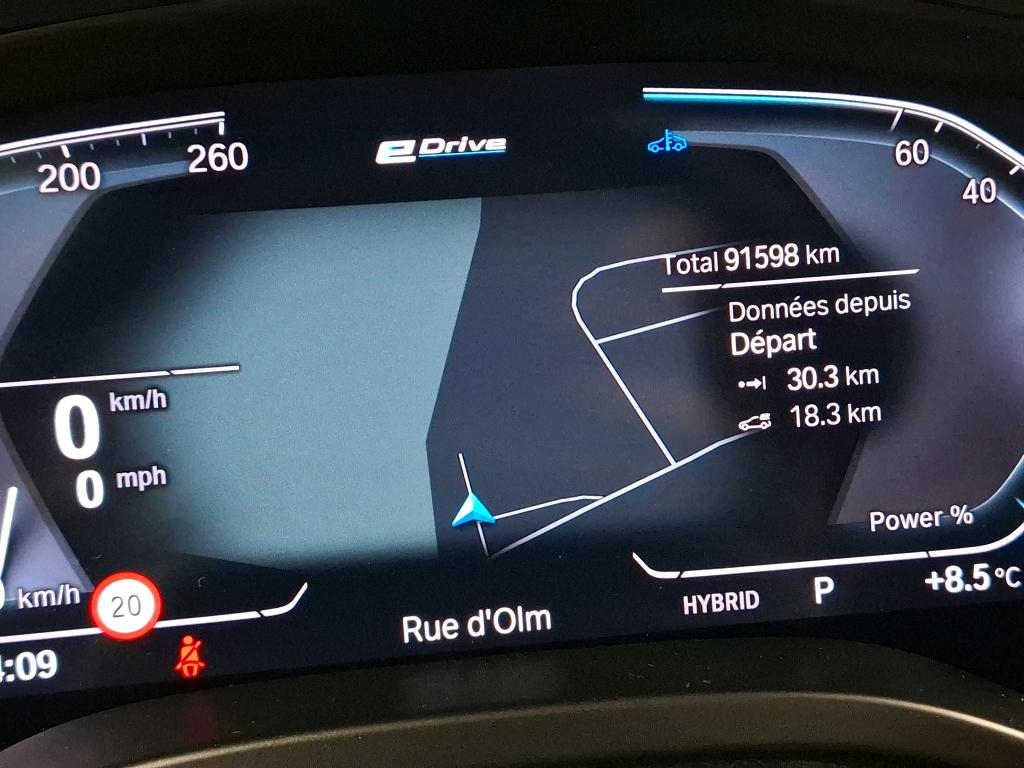 200
260
eDrive
60
40
Total 91598 km
Données depuis
Départ
30.3 km
18.3 km
0 km/h
0 mph
Power %
km/h
20
HYBRID
P
+8.5°C
Rue d'Olm
:09